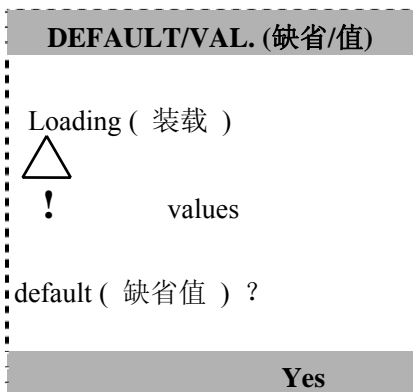 DEFAULT/VAL. (缺省/值)
Loading ( 装载 )
! values
default ( 缺省值 ) ？
Yes